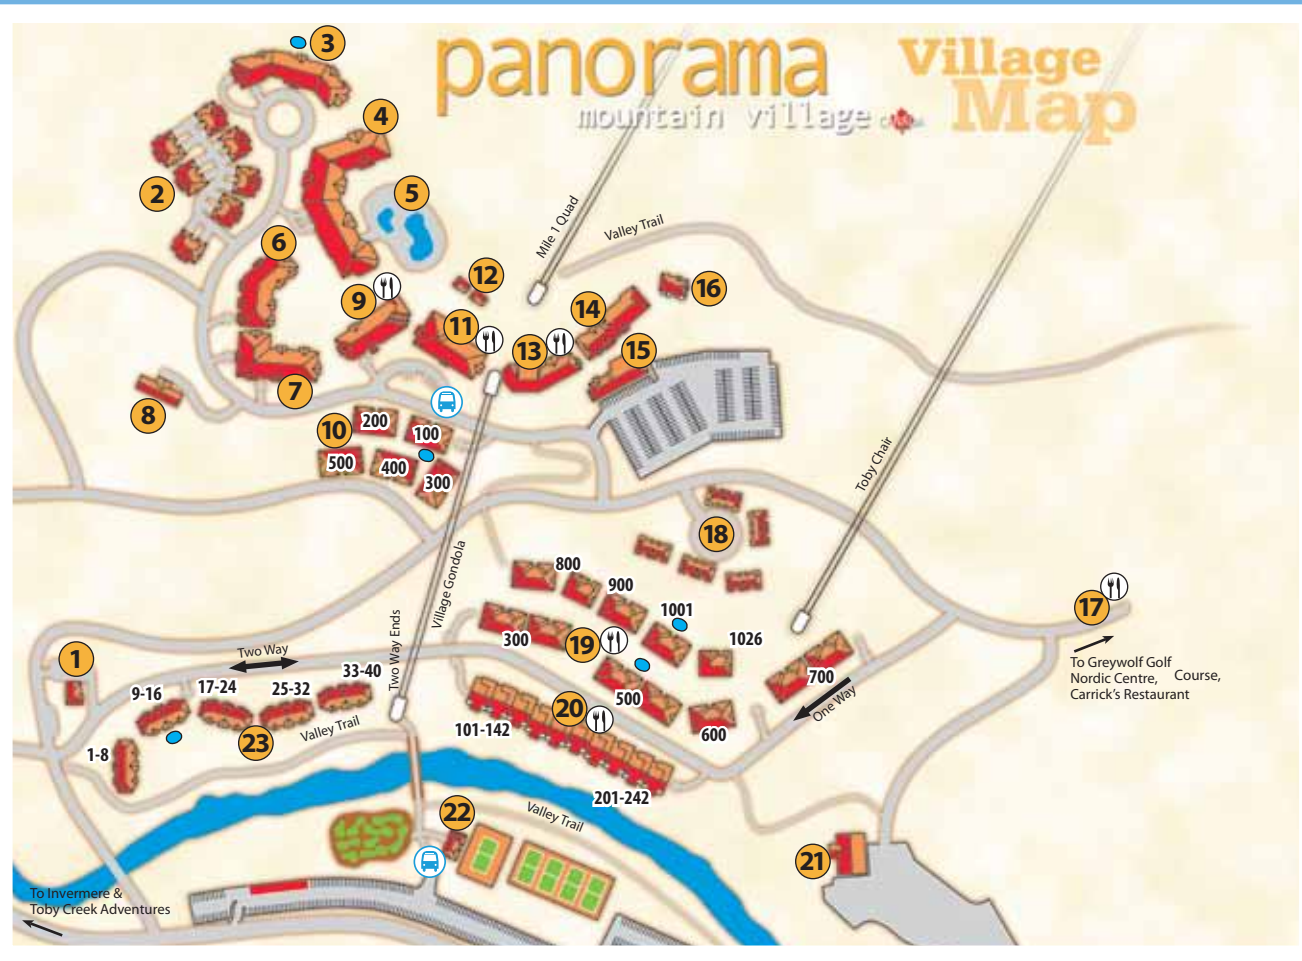 panorama
mountain village
Village
Map
3
4
2
5
6
Mile 1 Quad
Valley Trail
12
16
9
14
11
13
15
7
8
10
200
100
500
400
300
Toby Chair
18
Village Gondola
800
900
1001
17
300
19
1026
To Greywolf Golf
Nordic Centre, Course,
Carrick's Restaurant
1
Two Way
Two Way Ends
33-40
9-16
17-24
25-32
500
700
One Way
20
101-142
600
23
Valley Trail
1-8
201-242
22
Valley Trail
21
To Invermere &
Toby Creek Adventures